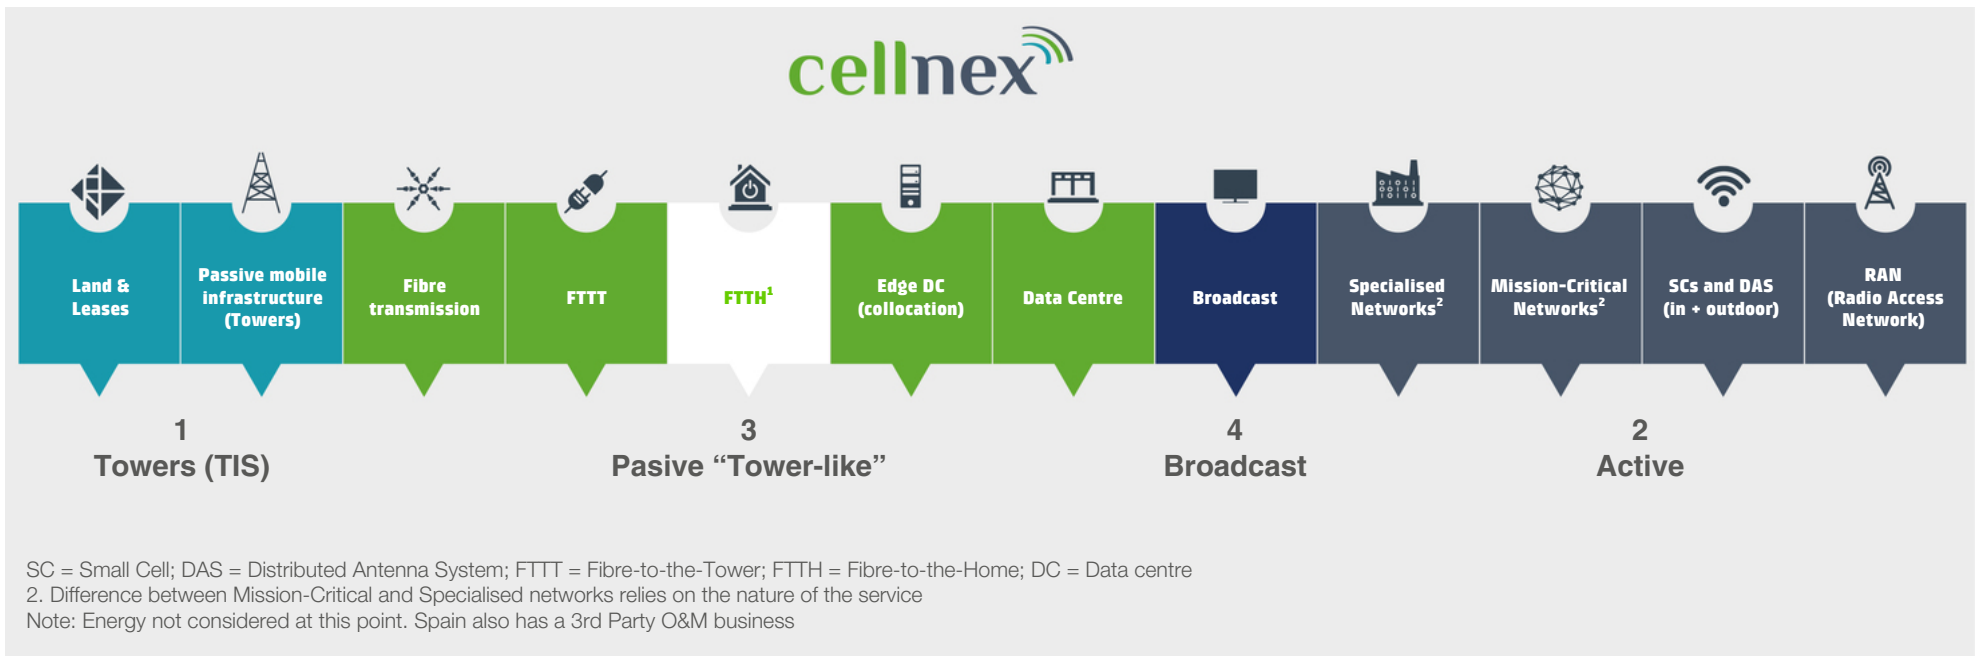 cellnex
Land &
Leases
Passive mobile
infrastructure
(Towers)
Fibre
transmission
FTTT
FTTH¹
Edge DC
(collocation)
Data Centre
Broadcast
Specialised
Networks²
Mission-Critical
Networks²
SCs and DAS
(in + outdoor)
RAN
(Radio Access
Network)
1
Towers (TIS)
3
Pasive “Tower-like”
4
Broadcast
2
Active
SC = Small Cell; DAS = Distributed Antenna System; FTTT = Fibre-to-the-Tower; FTTH = Fibre-to-the-Home; DC = Data centre
2. Difference between Mission-Critical and Specialised networks relies on the nature of the service
Note: Energy not considered at this point. Spain also has a 3rd Party O&M business